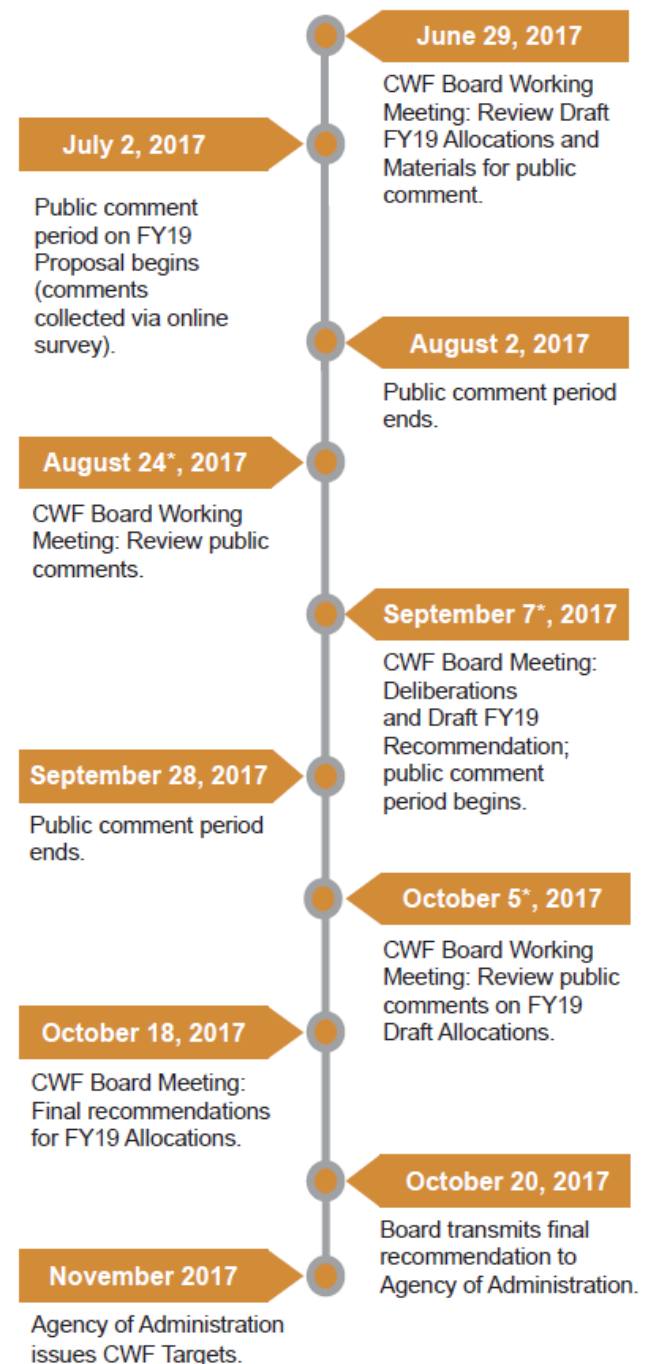 June 29, 2017
CWF Board Working
Meeting: Review Draft
FY19 Allocations and
Materials for public
comment.
July 2, 2017
Public comment
period on FY19
Proposal begins
(comments
collected via online
survey).
August 2, 2017
Public comment period
ends.
August 24*, 2017
CWF Board Working
Meeting: Review public
comments.
September 7*, 2017
CWF Board Meeting:
Deliberations
and Draft FY19
Recommendation;
public comment
period begins.
September 28, 2017
Public comment period
ends.
October 5*, 2017
CWF Board Working
Meeting: Review public
comments on FY19
Draft Allocations.
October 18, 2017
CWF Board Meeting:
Final recommendations
for FY19 Allocations.
October 20, 2017
Board transmits final
recommendation to
Agency of Administration.
November 2017
Agency of Administration
issues CWF Targets.